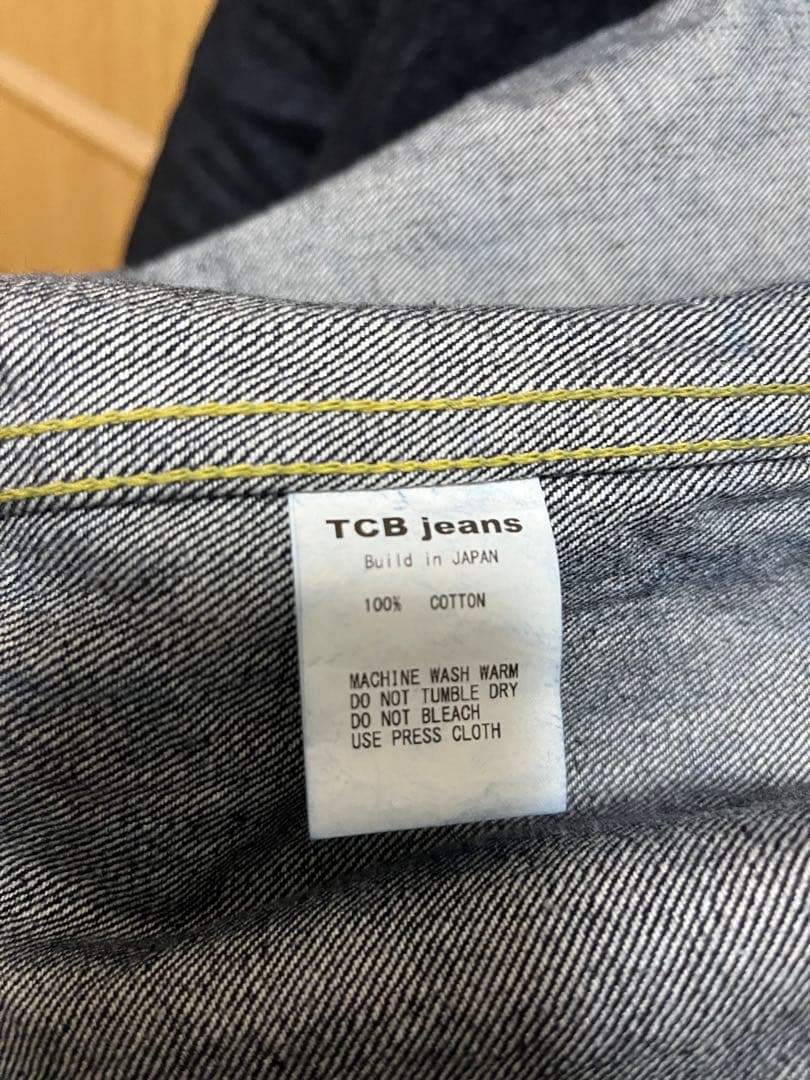 TCB jeans
Build in JAPAN
100% COTTON
MACHINE WASH WARM
DO NOT TUMBLE DRY
DO NOT BLEACH
USE PRESS CLOTH